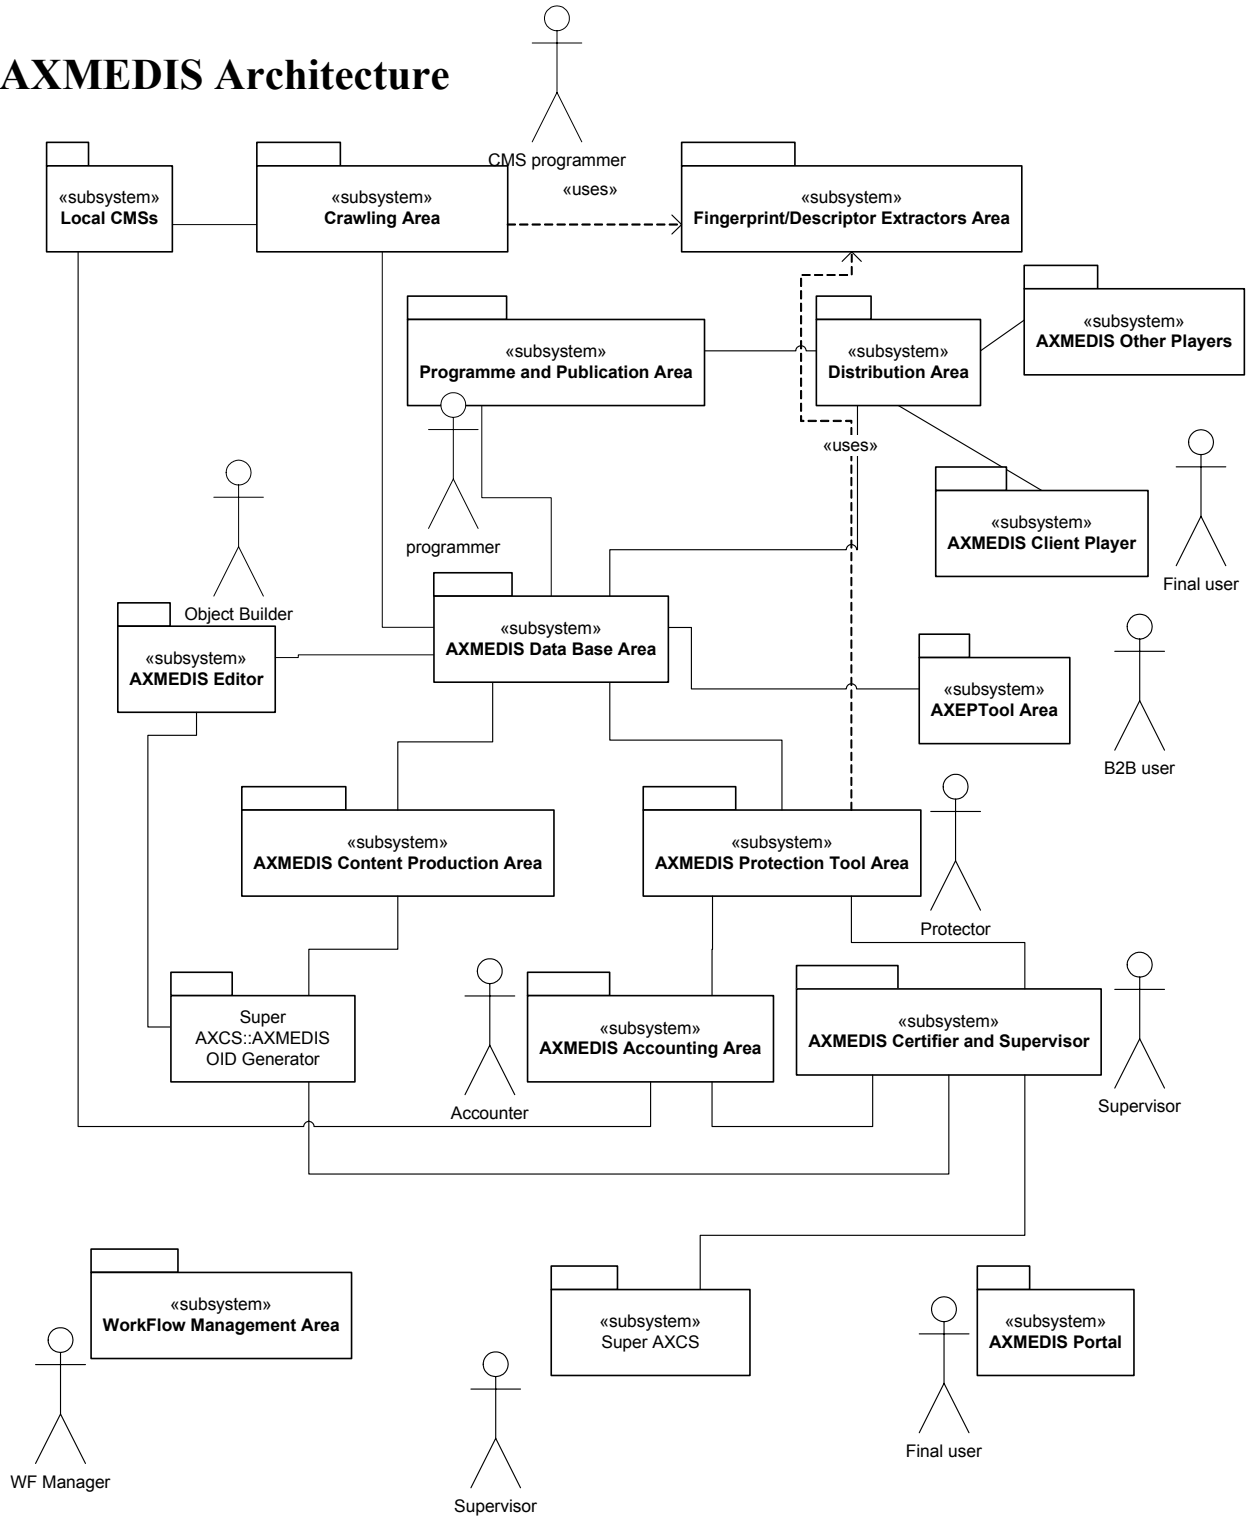 AXMEDIS Architecture
CMS programmer
«subsystem»
Local CMSs
«subsystem»
Crawling Area
«uses»
«subsystem»
Fingerprint/Descriptor Extractors Area
«subsystem»
Programme and Publication Area
«subsystem»
Distribution Area
«subsystem»
AXMEDIS Other Players
«uses»
programmer
«subsystem»
AXMEDIS Client Player
Final user
Object Builder
«subsystem»
AXMEDIS Editor
«subsystem»
AXMEDIS Data Base Area
«subsystem»
AXEPTool Area
B2B user
«subsystem»
AXMEDIS Content Production Area
«subsystem»
AXMEDIS Protection Tool Area
Protector
Super
AXCS::AXMEDIS
OID Generator
Accounter
«subsystem»
AXMEDIS Accounting Area
«subsystem»
AXMEDIS Certifier and Supervisor
Supervisor
«subsystem»
WorkFlow Management Area
WF Manager
«subsystem»
Super AXCS
Supervisor
Final user
«subsystem»
AXMEDIS Portal